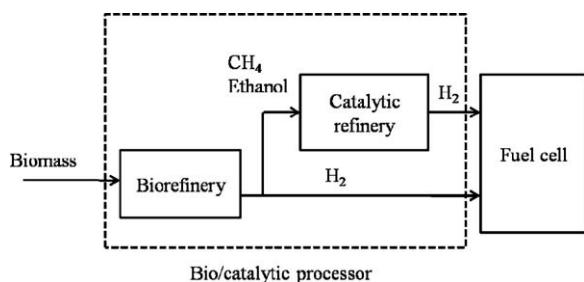 CH₄
Ethanol
Catalytic
refinery
H₂
Fuel cell
Biomass
Biorefinery
H₂
Bio/catalytic processor